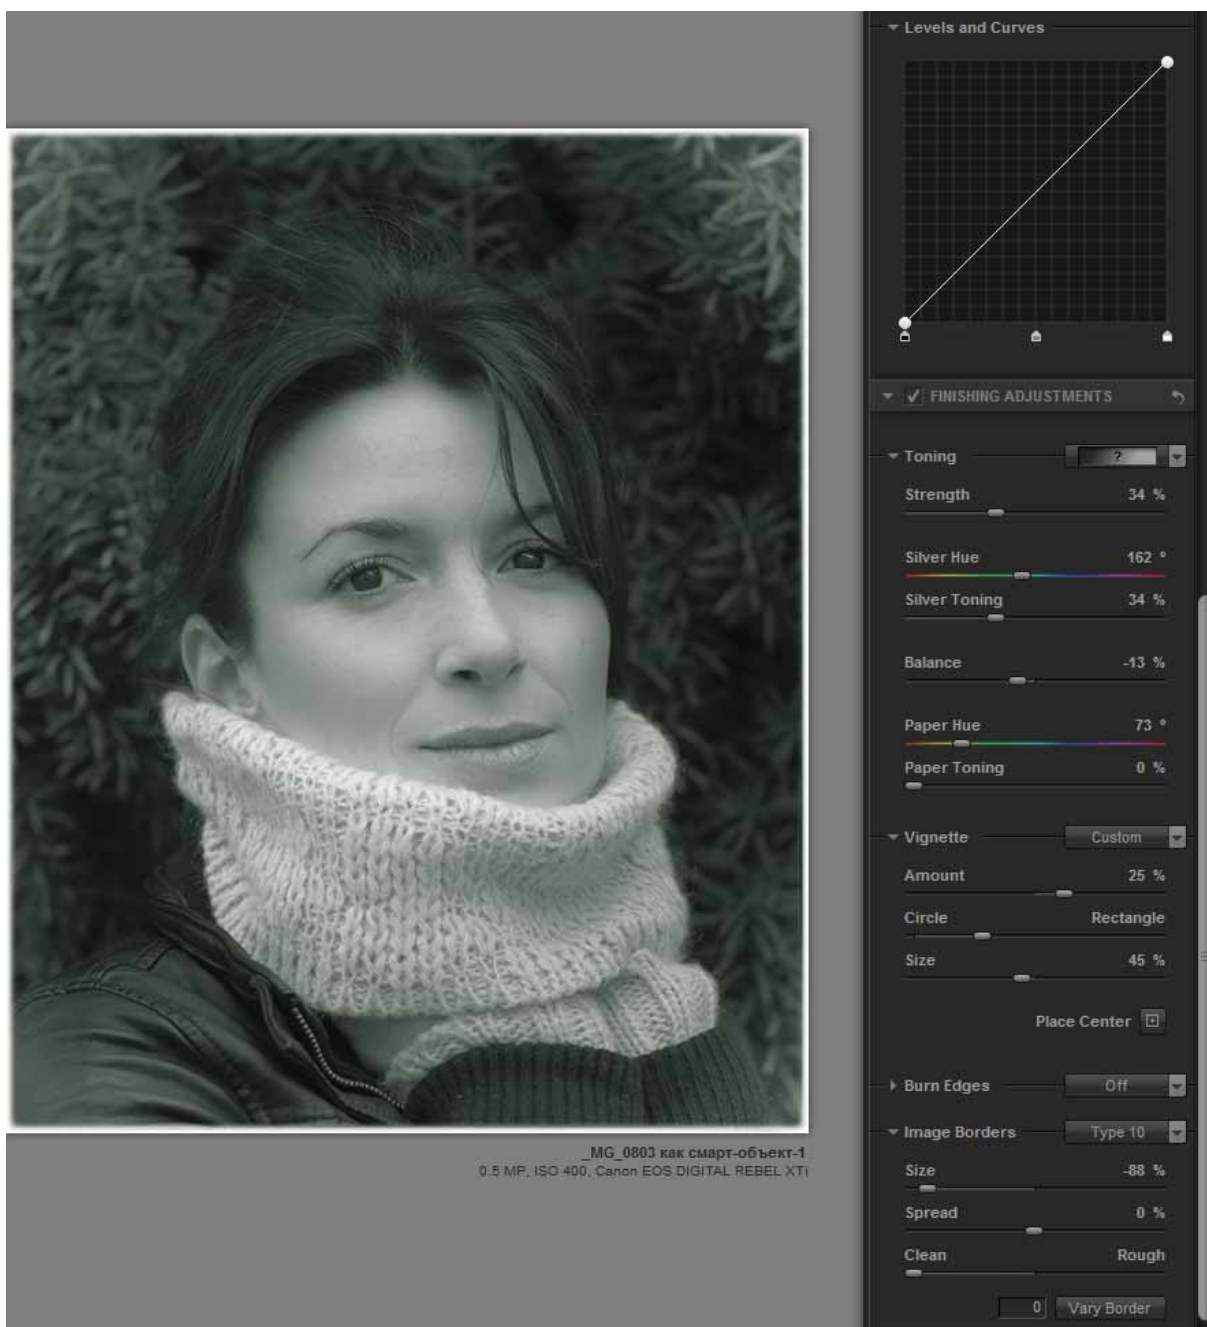 Levels and Curves
FINISHING ADJUSTMENTS
Toning ?
Strength 34 %
Silver Hue 162 °
Silver Toning 34 %
Balance -13 %
Paper Hue 73 °
Paper Toning 0 %
Vignette Custom
Amount 25 %
Circle Rectangle
Size 45 %
Place Center
Burn Edges Off
Image Borders Type 10
Size -88 %
Spread 0 %
Clean Rough
0 Vary Border
_MG_0803 как смарт-объект-1
0.5 MP, ISO 400, Canon EOS DIGITAL REBEL XTi